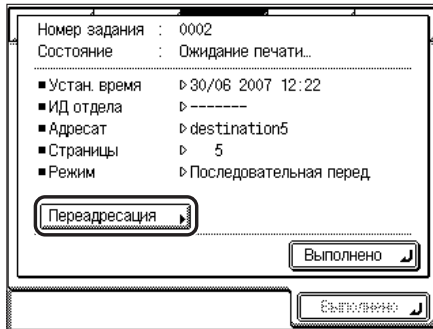 Номер задания : 0002
Состояние : Ожидание печати...
■ Устан. время ▷ 30/06 2007 12:22
■ ИД отдела ▷ -------
■ Адресат ▷ destination5
■ Страницы ▷ 5
■ Режим ▷ Последовательная перед.
Переадресация
Выполнено
Выполнено